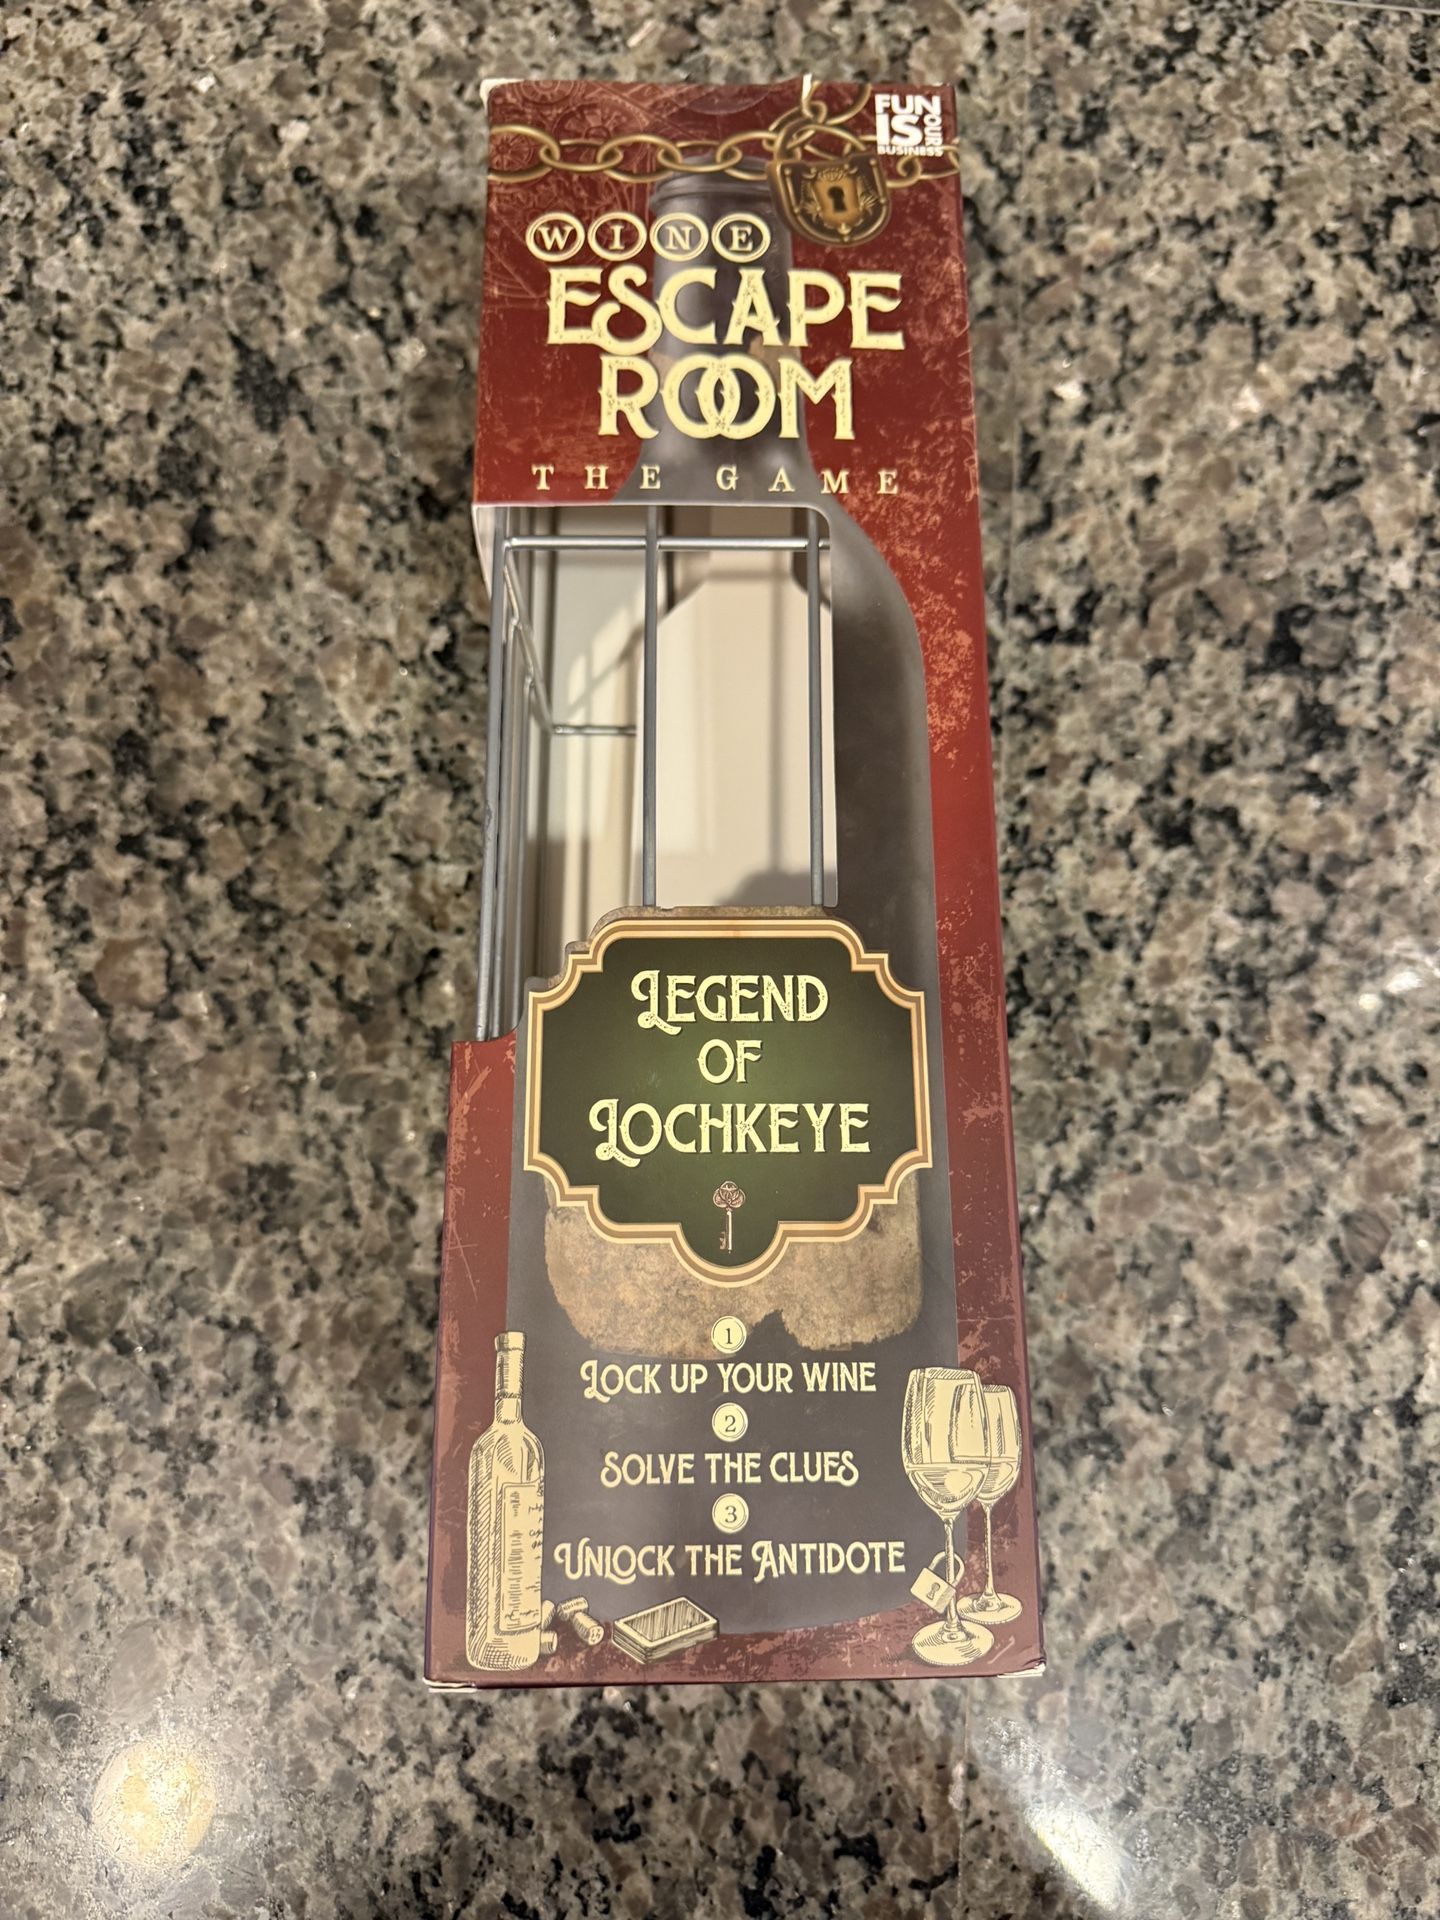 FUN
IS OUR
BUSINESS
WINE
ESCAPE
ROOM
THE GAME
LEGEND
OF
LOCHKEYE
1
LOCK UP YOUR WINE
2
SOLVE THE CLUES
3
UNLOCK THE ANTIDOTE